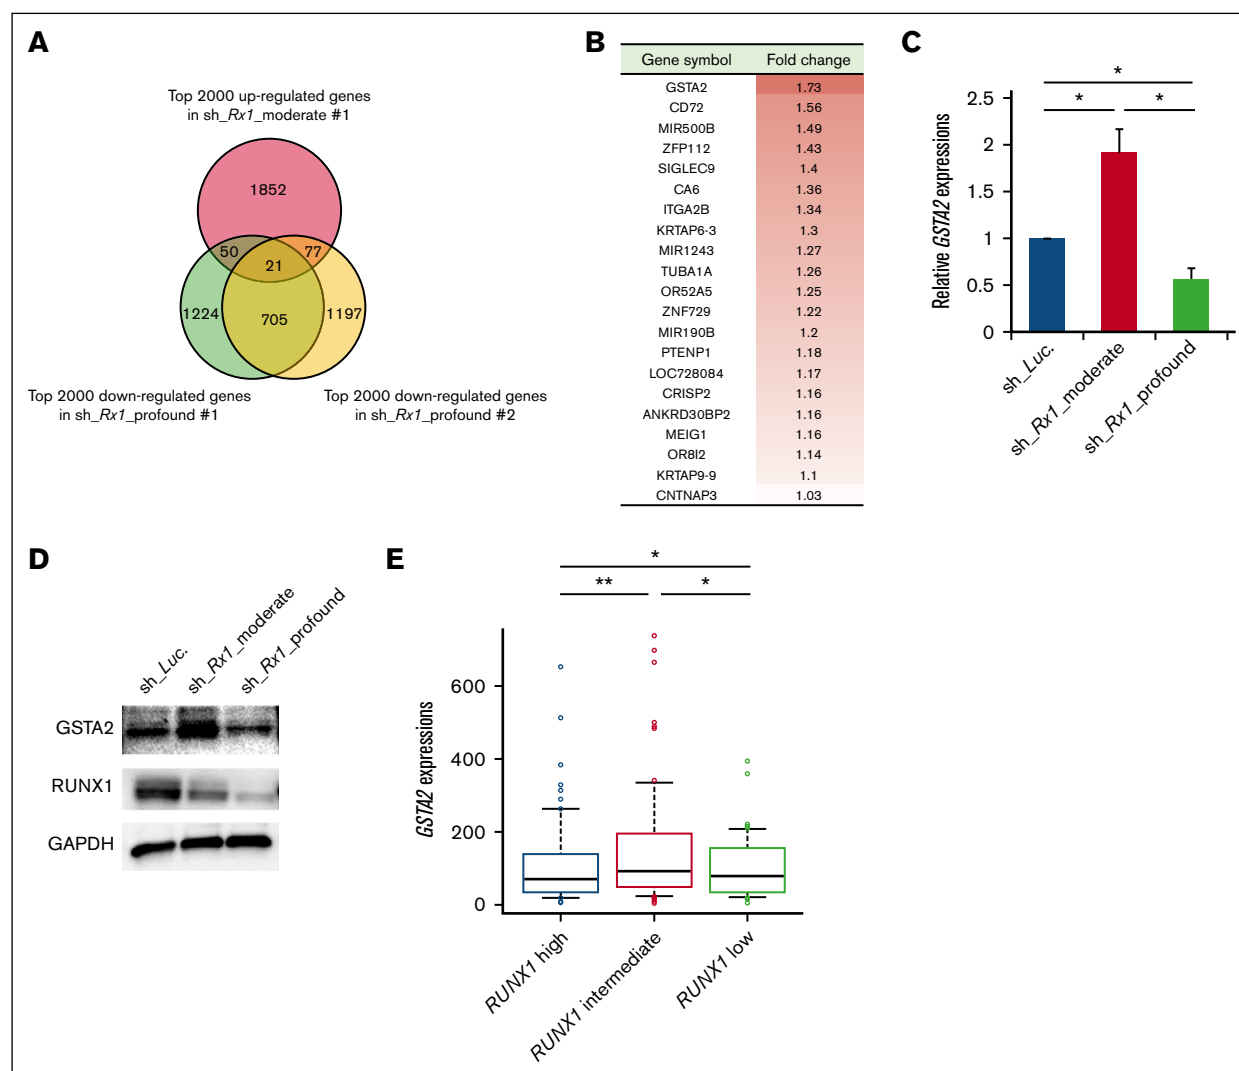 A
Top 2000 up-regulated genes
in sh_Rx1_moderate #1
1852
50
77
21
1224
705
1197
Top 2000 down-regulated genes
in sh_Rx1_profound #1
Top 2000 down-regulated genes
in sh_Rx1_profound #2
B
Gene symbol Fold change
GSTA2 1.73
CD72 1.56
MIR500B 1.49
ZFP112 1.43
SIGLEC9 1.4
CA6 1.36
ITGA2B 1.34
KRTAP6-3 1.3
MIR1243 1.27
TUBA1A 1.26
OR52A5 1.25
ZNF729 1.22
MIR190B 1.2
PTENP1 1.18
LOC728084 1.17
CRISP2 1.16
ANKRD30BP2 1.16
MEIG1 1.16
OR8I2 1.14
KRTAP9-9 1.1
CNTNAP3 1.03
C
*
* *
Relative GSTA2 expressions
2.5
2
1.5
1
0.5
0
sh_Luc.
sh_Rx1_moderate
sh_Rx1_profound
D
sh_Luc.
sh_Rx1_moderate
sh_Rx1_profound
GSTA2
RUNX1
GAPDH
E
*
** *
GSTA2 expressions
600
400
200
0
RUNX1 high
RUNX1 intermediate
RUNX1 low